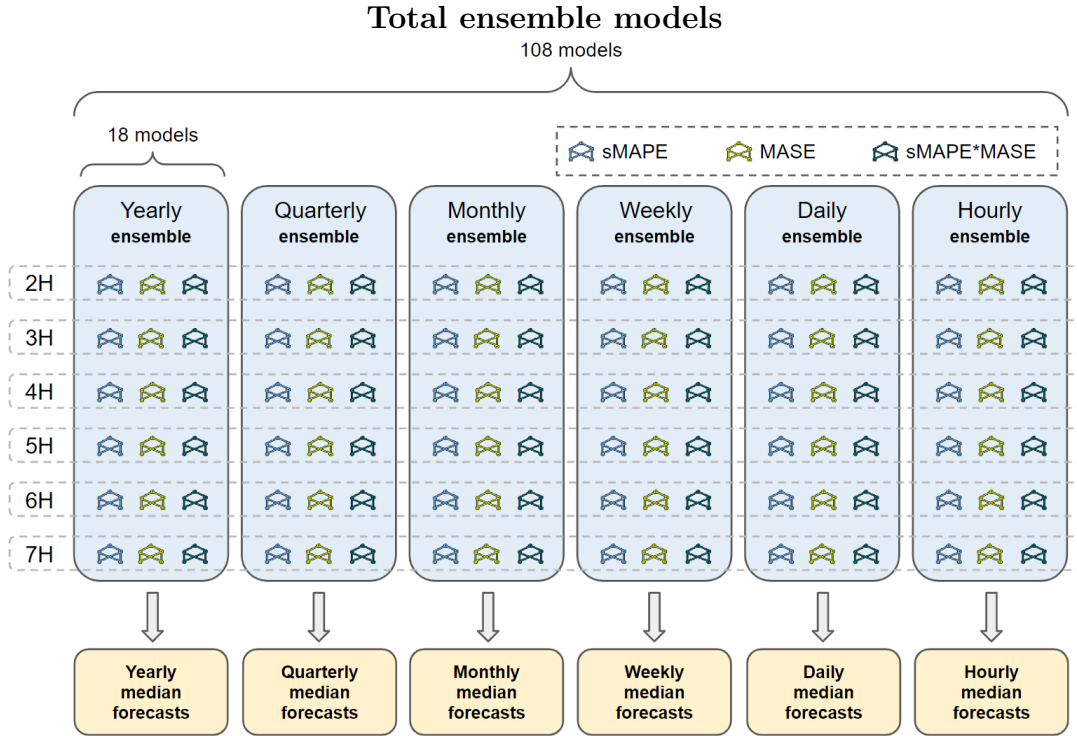 Total ensemble models
108 models
18 models
sMAPE MASE sMAPE*MASE
Yearly Quarterly Monthly Weekly Daily Hourly
ensemble ensemble ensemble ensemble ensemble ensemble
2H
3H
4H
5H
6H
7H
Yearly Quarterly Monthly Weekly Daily Hourly
median median median median median median
forecasts forecasts forecasts forecasts forecasts forecasts